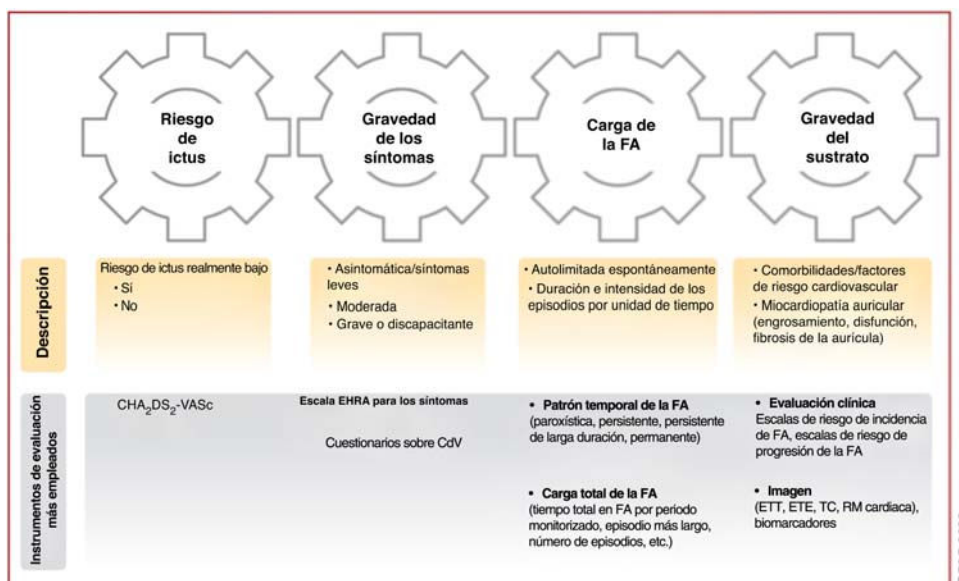 Riesgo
de
ictus
Gravedad
de los
síntomas
Carga de
la FA
Gravedad
del
sustrato
Descripción
Riesgo de ictus realmente bajo
• Sí
• No
• Asintomática/síntomas
leves
• Moderada
• Grave o discapacitante
• Autolimitada espontáneamente
• Duración e intensidad de los
episodios por unidad de tiempo
• Comorbilidades/factores
de riesgo cardiovascular
• Miocardiopatía auricular
(engrosamiento, disfunción,
fibrosis de la aurícula)
Instrumentos de evaluación
más empleados
CHA₂DS₂-VASc
Escala EHRA para los síntomas
Cuestionarios sobre CdV
• Patrón temporal de la FA
(paroxística, persistente, persistente
de larga duración, permanente)
• Carga total de la FA
(tiempo total en FA por periodo
monitorizado, episodio más largo,
número de episodios, etc.)
• Evaluación clínica
Escalas de riesgo de incidencia
de FA, escalas de riesgo de
progresión de la FA
• Imagen
(ETT, ETE, TC, RM cardiaca),
biomarcadores